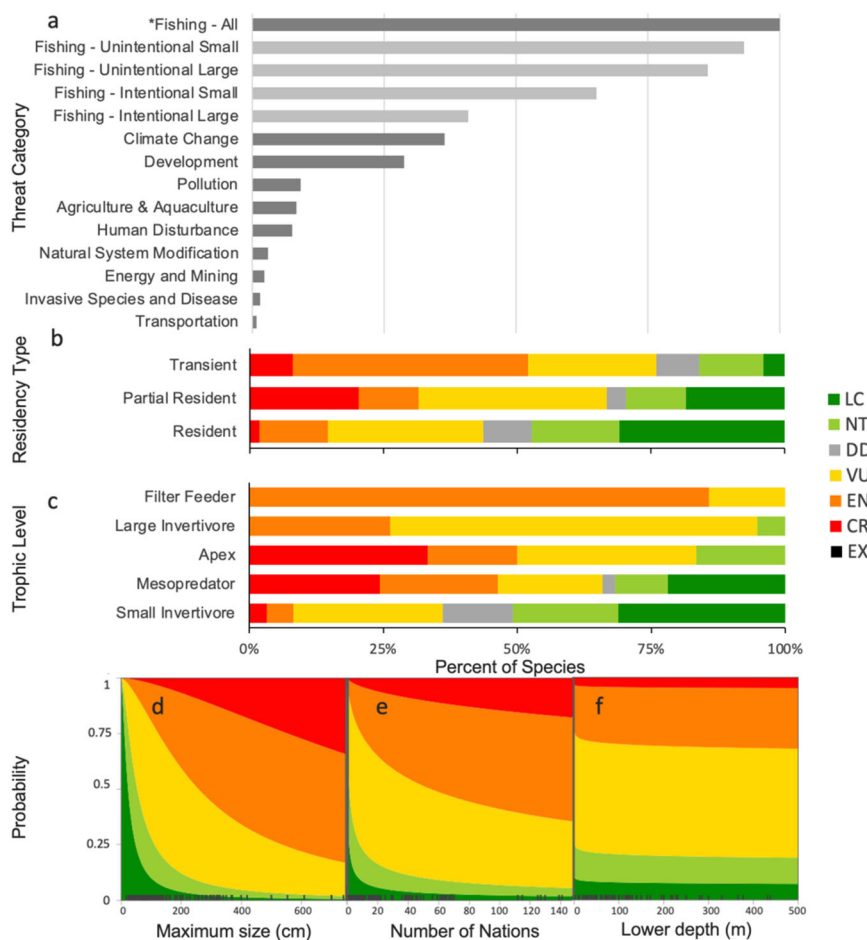 a
*Fishing - All
Fishing - Unintentional Small
Fishing - Unintentional Large
Fishing - Intentional Small
Fishing - Intentional Large
Climate Change
Development
Pollution
Agriculture & Aquaculture
Human Disturbance
Natural System Modification
Energy and Mining
Invasive Species and Disease
Transportation
Threat Category
b
Transient
Partial Resident
Resident
Residency Type
LC
NT
DD
VU
EN
CR
EX
c
Filter Feeder
Large Invertivore
Apex
Mesopredator
Small Invertivore
Trophic Level
0% 25% 50% 75% 100%
Percent of Species
d e f
1
0.75
0.5
0.25
0
Probability
0 200 400 600 0 20 40 60 80 100 120 140 0 100 200 300 400 500
Maximum size (cm) Number of Nations Lower depth (m)